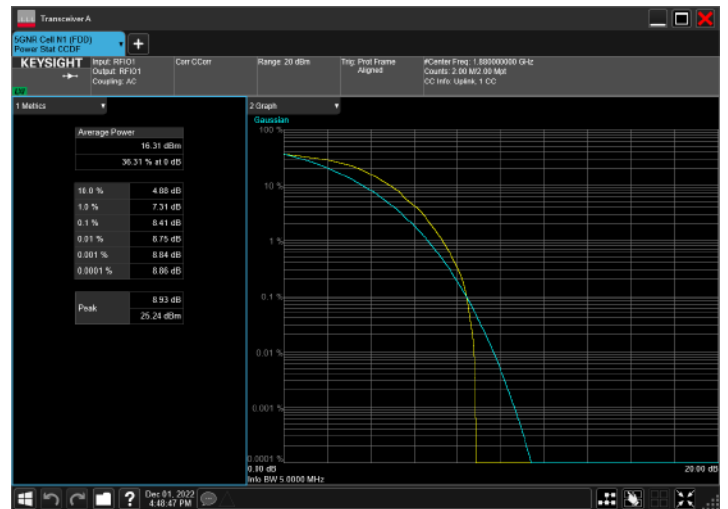 Transceiver A
5GNR Cell N1 (FDD)
Power Stat CCDF
+
KEYSIGHT
Input: RFIO1
Output: RFIO1
Coupling: AC
Corr CCorr
Range: 20 dBm
Trig: Prot Frame
Aligned
#Center Freq: 1.880000000 GHz
Counts: 2.00 M/2.00 Mpt
CC Info: Uplink, 1 CC
1 Metrics
Average Power
16.31 dBm
36.31 % at 0 dB
10.0 % 4.88 dB
1.0 % 7.31 dB
0.1 % 8.41 dB
0.01 % 8.75 dB
0.001 % 8.84 dB
0.0001 % 8.86 dB
Peak
8.93 dB
25.24 dBm
2 Graph
Gaussian
100 %
10 %
1 %
0.1 %
0.01 %
0.001 %
0.0001 %
0.00 dB
20.00 dB
Info BW 5.0000 MHz
?
Dec 01, 2022
4:48:47 PM